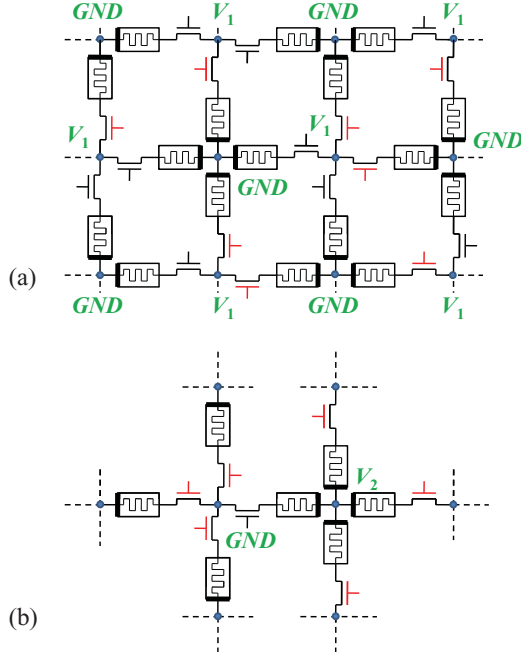 GND V₁ GND V₁
V₁ V₁ GND
GND
(a)
GND V₁ GND V₁
V₂
GND
(b)